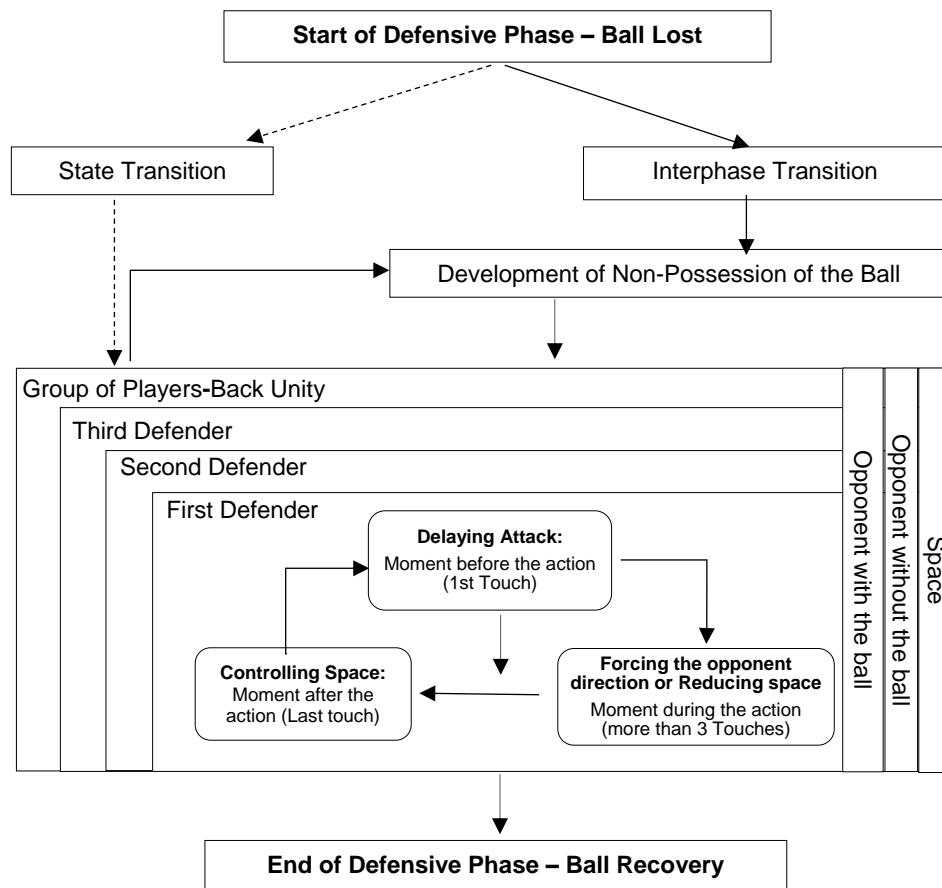 Start of Defensive Phase – Ball Lost
State Transition
Interphase Transition
Development of Non-Possession of the Ball
Group of Players-Back Unity
Third Defender
Second Defender
First Defender
Delaying Attack:
Moment before the action
(1st Touch)
Controlling Space:
Moment after the
action (Last touch)
Forcing the opponent
direction or Reducing space
Moment during the action
(more than 3 Touches)
Opponent with the ball
Opponent without the ball
Space
End of Defensive Phase – Ball Recovery